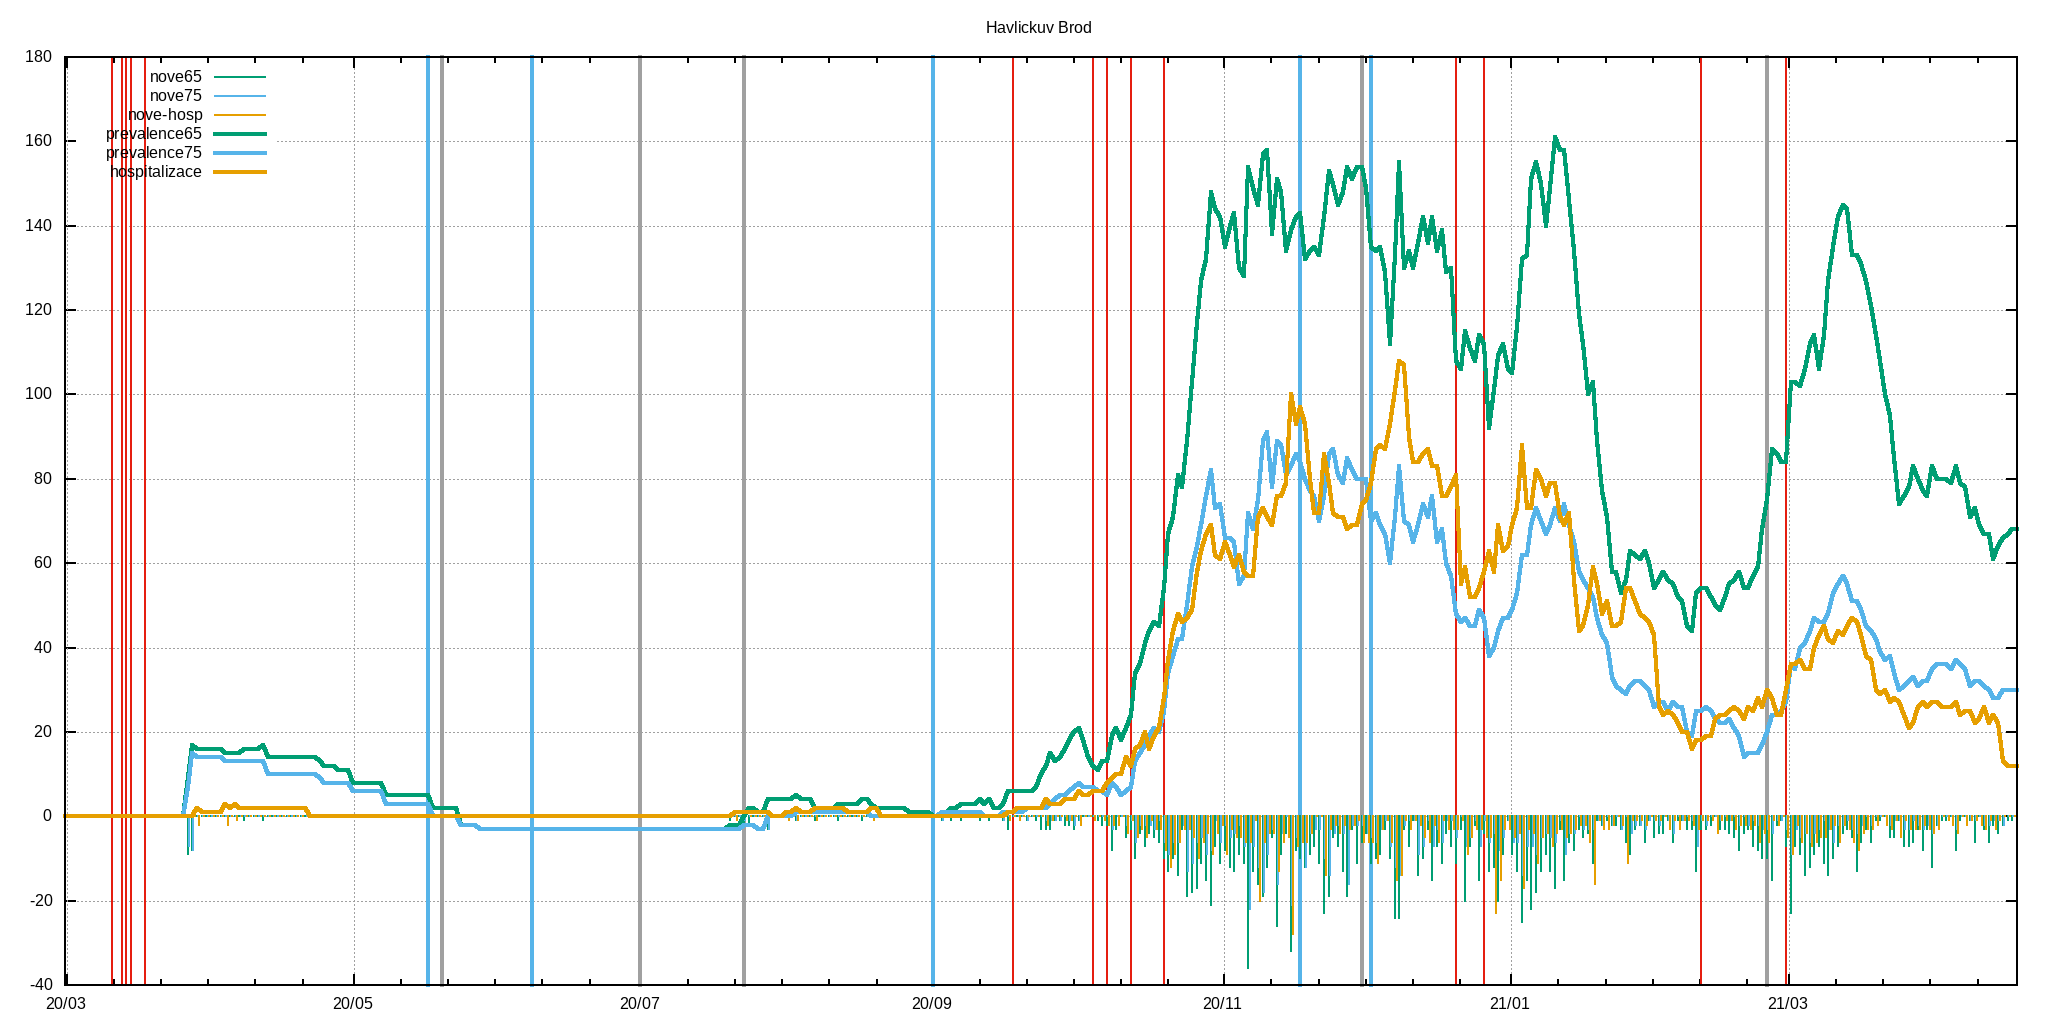 Havlickuv Brod
180
160
140
120
100
80
60
40
20
0
-20
-40
nove65
nove75
nove-hosp
prevalence65
prevalence75
hospitalizace
20/03 20/05 20/07 20/09 20/11 21/01 21/03